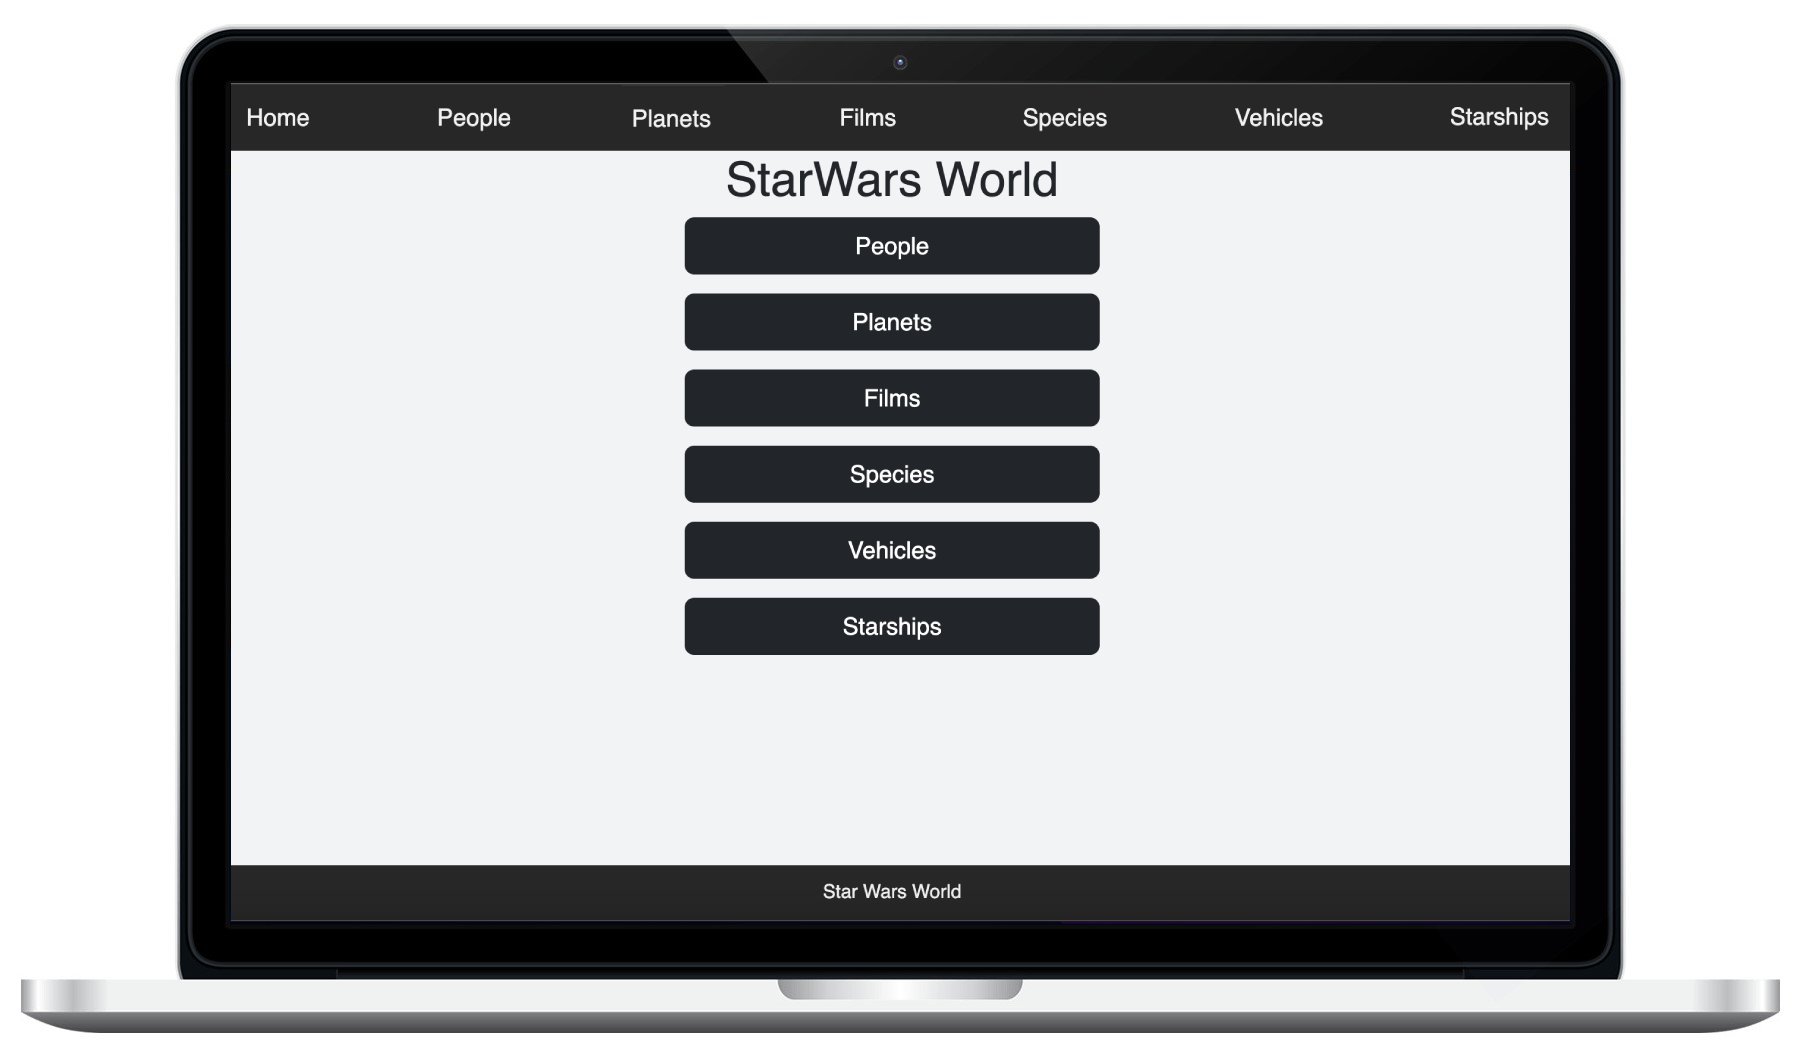 Home People Planets Films Species Vehicles Starships
StarWars World
People
Planets
Films
Species
Vehicles
Starships
Star Wars World